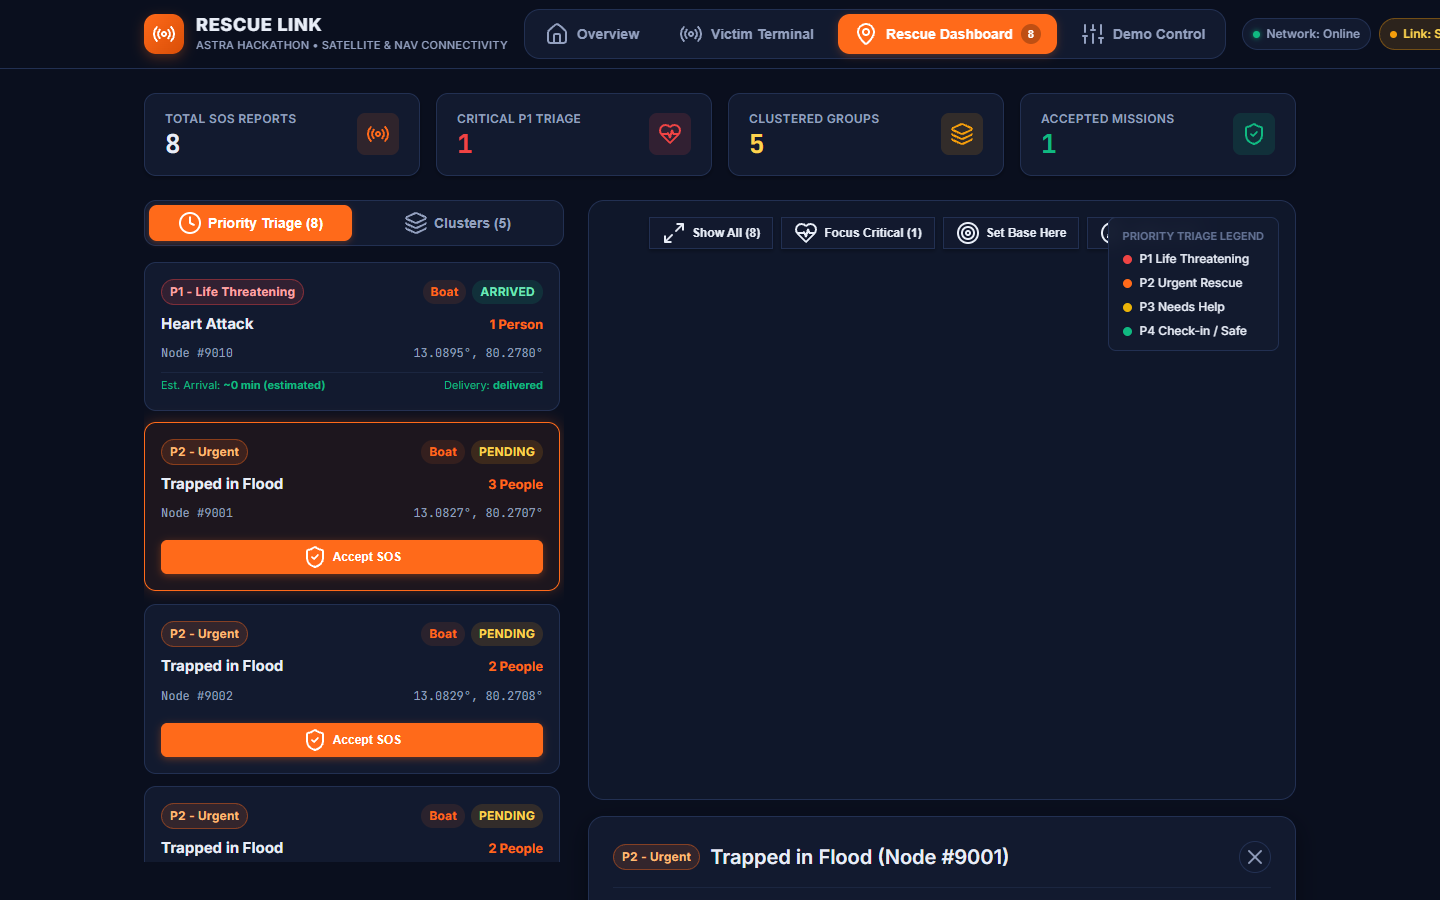 RESCUE LINK
ASTRA HACKATHON • SATELLITE & NAV CONNECTIVITY
Overview
Victim Terminal
Rescue Dashboard 8
Demo Control
Network: Online
Link: S
TOTAL SOS REPORTS
8
CRITICAL P1 TRIAGE
1
CLUSTERED GROUPS
5
ACCEPTED MISSIONS
1
Priority Triage (8)
Clusters (5)
P1 - Life Threatening Boat ARRIVED
Heart Attack 1 Person
Node #9010 13.0895°, 80.2780°
Est. Arrival: ~0 min (estimated) Delivery: delivered
P2 - Urgent Boat PENDING
Trapped in Flood 3 People
Node #9001 13.0827°, 80.2707°
Accept SOS
P2 - Urgent Boat PENDING
Trapped in Flood 2 People
Node #9002 13.0829°, 80.2708°
Accept SOS
P2 - Urgent Boat PENDING
Trapped in Flood 2 People
Show All (8)
Focus Critical (1)
Set Base Here
PRIORITY TRIAGE LEGEND
P1 Life Threatening
P2 Urgent Rescue
P3 Needs Help
P4 Check-in / Safe
P2 - Urgent Trapped in Flood (Node #9001)